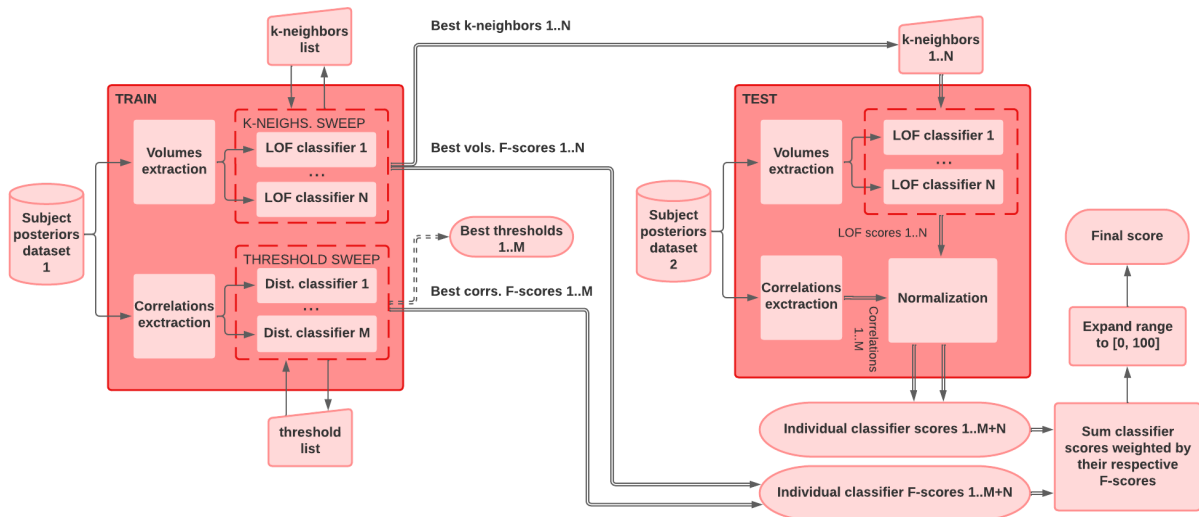 k-neighbors
list
Best k-neighbors 1..N
k-neighbors
1..N
TRAIN
K-NEIGHS. SWEEP
Volumes
extraction
LOF classifier 1
...
LOF classifier N
Subject
posteriors
dataset
1
Best vols. F-scores 1..N
Best thresholds
1..M
THRESHOLD SWEEP
Correlations
exctraction
Dist. classifier 1
...
Dist. classifier M
Best corrs. F-scores 1..M
threshold
list
TEST
Volumes
extraction
LOF classifier 1
...
LOF classifier N
Subject
posteriors
dataset
2
LOF scores 1..N
Correlations
exctraction
Correlations
1..M
Normalization
Final score
Expand range
to [0, 100]
Individual classifier scores 1..M+N
Individual classifier F-scores 1..M+N
Sum classifier
scores weighted by
their respective
F-scores